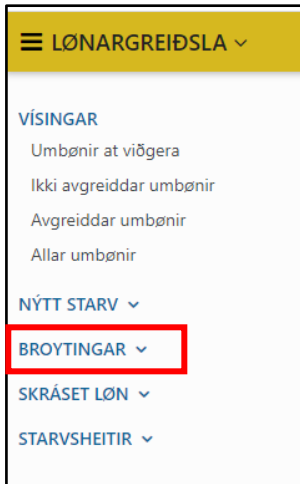 LØNARGREIÐSLA
VÍSINGAR
Umbønir at viðgera
Ikki avgreiddar umbønir
Avgreiddar umbønir
Allar umbønir
NÝTT STARV
BROYTINGAR
SKRÁSET LØN
STARVSHEITIR